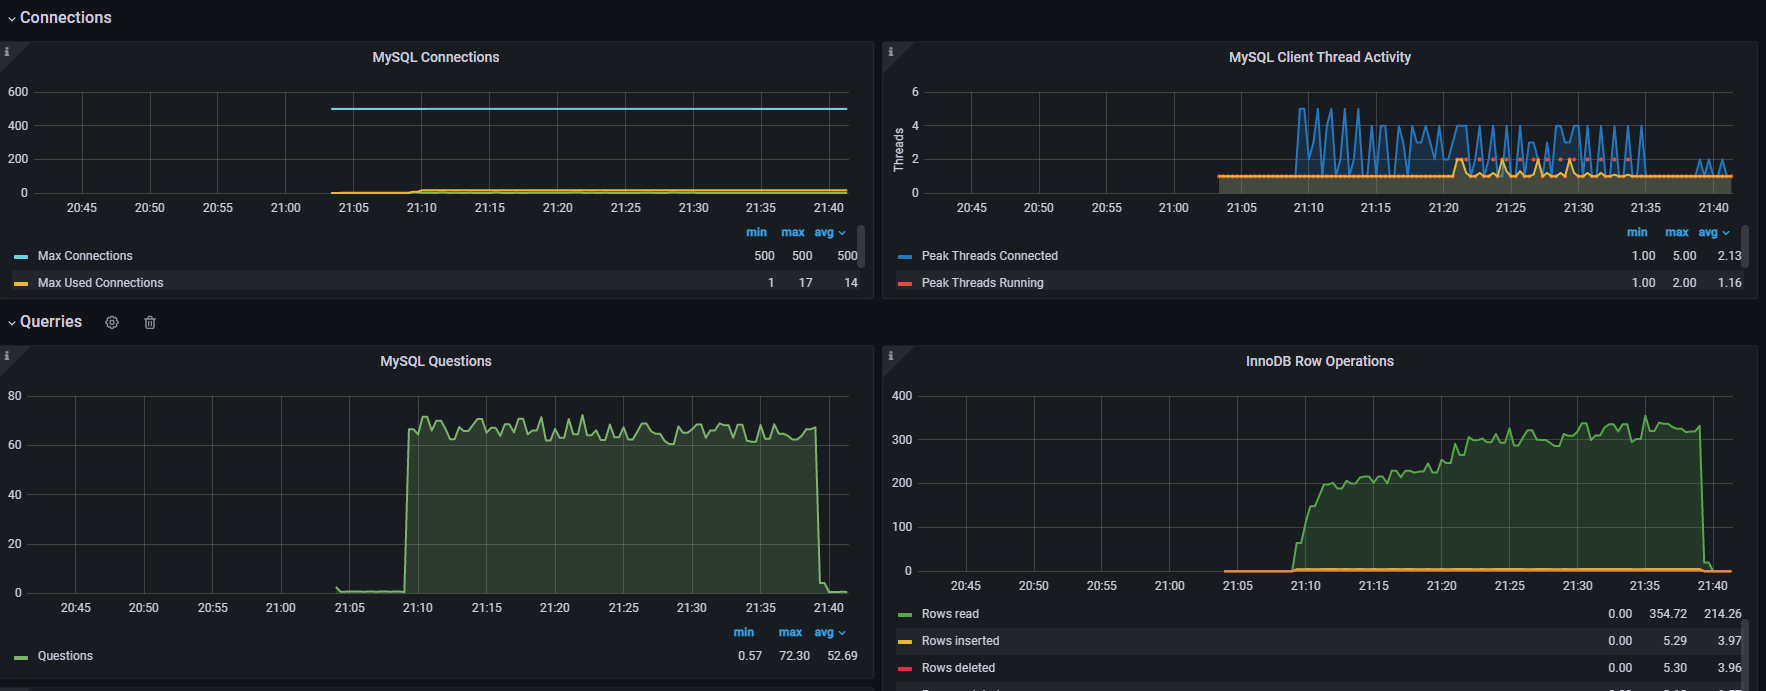 Connections
MySQL Connections
600
400
200
0
20:45 20:50 20:55 21:00 21:05 21:10 21:15 21:20 21:25 21:30 21:35 21:40
min max avg
Max Connections 500 500 500
Max Used Connections 1 17 14
MySQL Client Thread Activity
Threads
6
4
2
0
20:45 20:50 20:55 21:00 21:05 21:10 21:15 21:20 21:25 21:30 21:35 21:40
min max avg
Peak Threads Connected 1.00 5.00 2.13
Peak Threads Running 1.00 2.00 1.16
Querries
MySQL Questions
80
60
40
20
0
20:45 20:50 20:55 21:00 21:05 21:10 21:15 21:20 21:25 21:30 21:35 21:40
min max avg
Questions 0.57 72.30 52.69
InnoDB Row Operations
400
300
200
100
0
20:45 20:50 20:55 21:00 21:05 21:10 21:15 21:20 21:25 21:30 21:35 21:40
Rows read 0.00 354.72 214.26
Rows inserted 0.00 5.29 3.97
Rows deleted 0.00 5.30 3.96